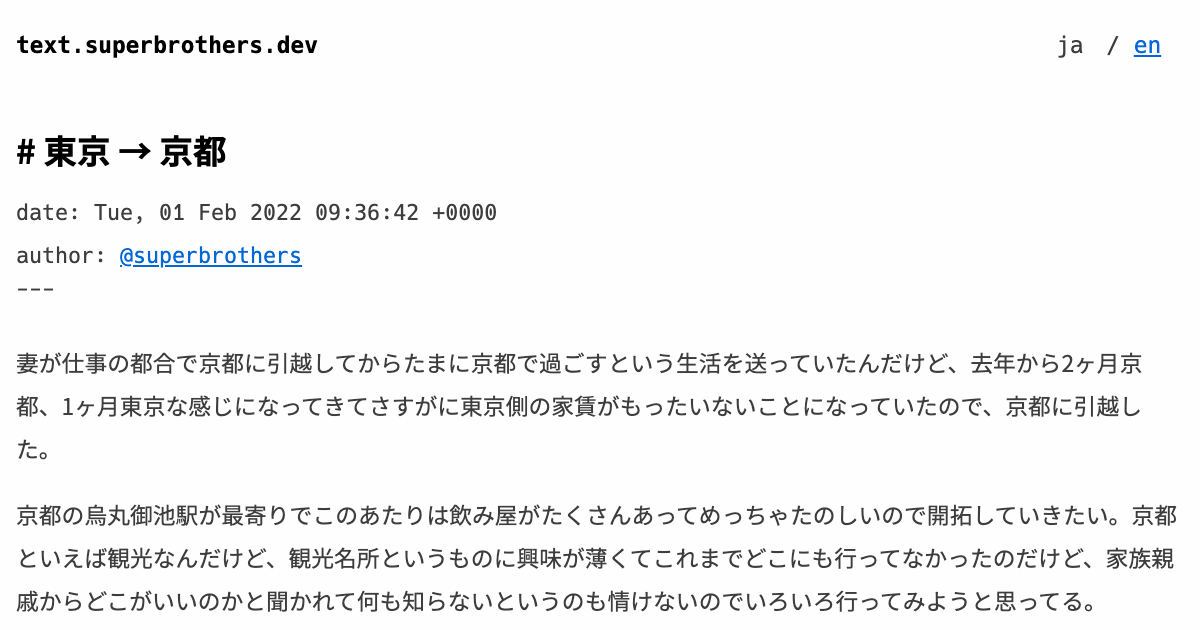 text.superbrothers.dev
ja / en
# 東京 → 京都
date: Tue, 01 Feb 2022 09:36:42 +0000
author: @superbrothers
---
妻が仕事の都合で京都に引越してからたまに京都で過ごすという生活を送っていたんだけど、去年から2ヶ月京
都、1ヶ月東京な感じになってきてさすがに東京側の家賃がもったいないことになっていたので、京都に引越し
た。
京都の烏丸御池駅が最寄りでこのあたりは飲み屋がたくさんあってめっちゃたのしいので開拓していきたい。京都
といえば観光なんだけど、観光名所というものに興味が薄くてこれまでどこにも行ってなかったのだけど、家族親
戚からどこがいいのかと聞かれて何も知らないというのも情けないのでいろいろ行ってみようと思ってる。